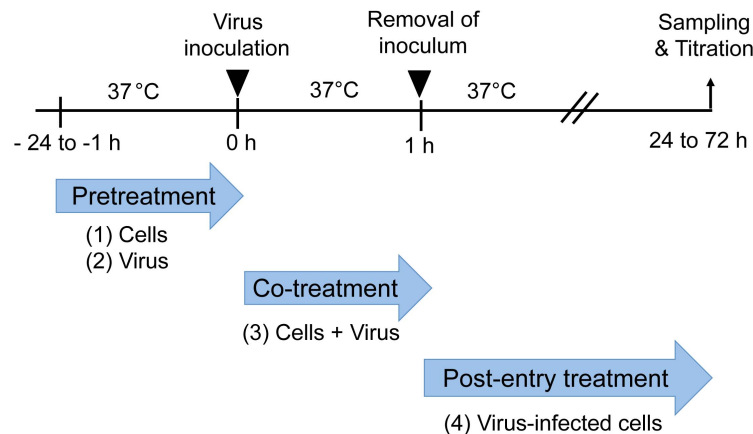 Virus
inoculation
Removal of
inoculum
Sampling
& Titration
37°C
37°C
37°C
- 24 to -1 h
0 h
1 h
24 to 72 h
Pretreatment
(1) Cells
(2) Virus
Co-treatment
(3) Cells + Virus
Post-entry treatment
(4) Virus-infected cells